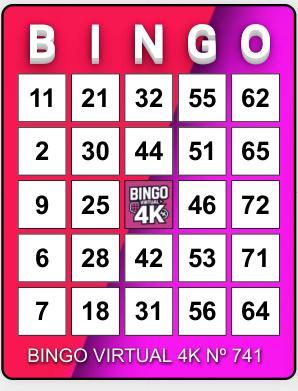 BINGO
11 21 32 55 62
2 30 44 51 65
9 25 BINGO VIRTUAL 4K 46 72
6 28 42 53 71
7 18 31 56 64
BINGO VIRTUAL 4K Nº 741